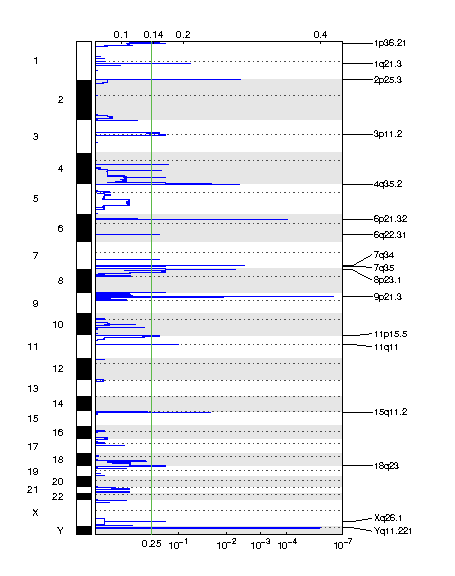 0.1 0.14 0.2 0.4
1p36.21
1
1q21.3
2p25.3
2
3p11.2
3
4
4q35.2
5
6p21.32
6
6q22.31
7q34
7
7q35
8p23.1
8
9p21.3
9
10
11p15.5
11
11q11
12
13
14
15q11.2
15
16
17
18
18q23
19
20
21
22
Xq26.1
X
Yq11.221
Y
0.25 10⁻¹ 10⁻² 10⁻³ 10⁻⁴ 10⁻⁷